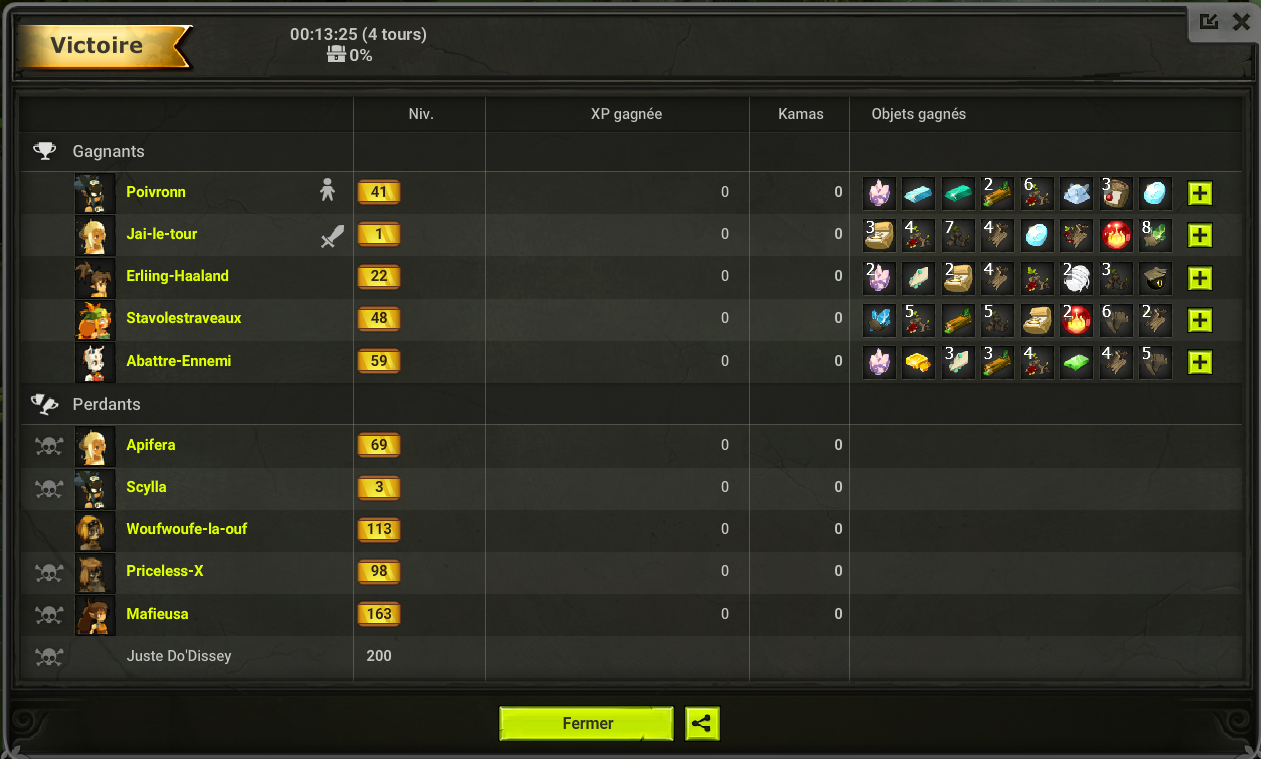 Victoire
00:13:25 (4 tours)
0%
Niv. XP gagnée Kamas Objets gagnés
Gagnants
Poivronn 41 0 0 2 6 3
Jai-le-tour 1 0 0 3 4 7 4 8
Erliing-Haaland 22 0 0 2 2 4 2 3
Stavolestraveaux 48 0 0 5 5 2 6 2
Abattre-Ennemi 59 0 0 3 3 4 4 5
Perdants
Apifera 69 0 0
Scylla 3 0 0
Woufwoufe-la-ouf 113 0 0
Priceless-X 98 0 0
Mafieusa 163 0 0
Juste Do'Dissey 200
Fermer